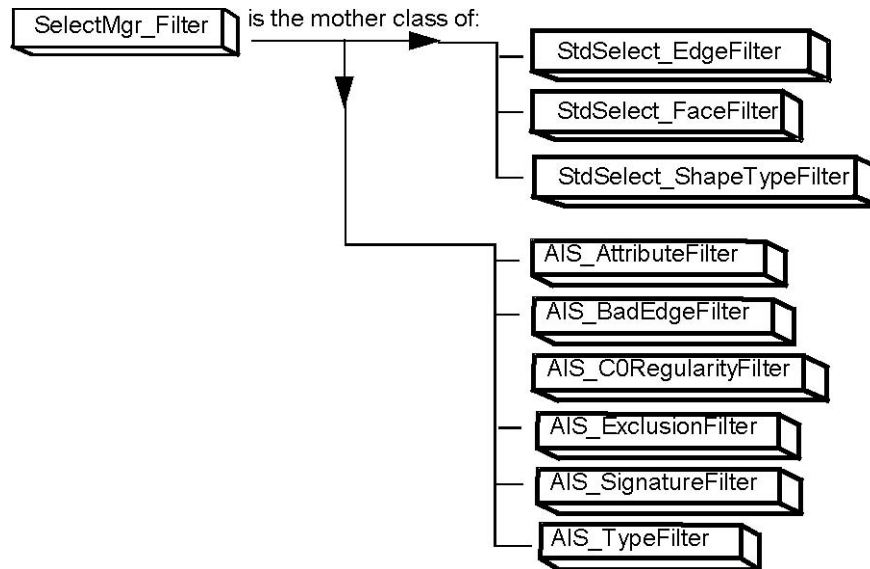 SelectMgr_Filter
is the mother class of:
StdSelect_EdgeFilter
StdSelect_FaceFilter
StdSelect_ShapeTypeFilter
AIS_AttributeFilter
AIS_BadEdgeFilter
AIS_C0RegularityFilter
AIS_ExclusionFilter
AIS_SignatureFilter
AIS_TypeFilter